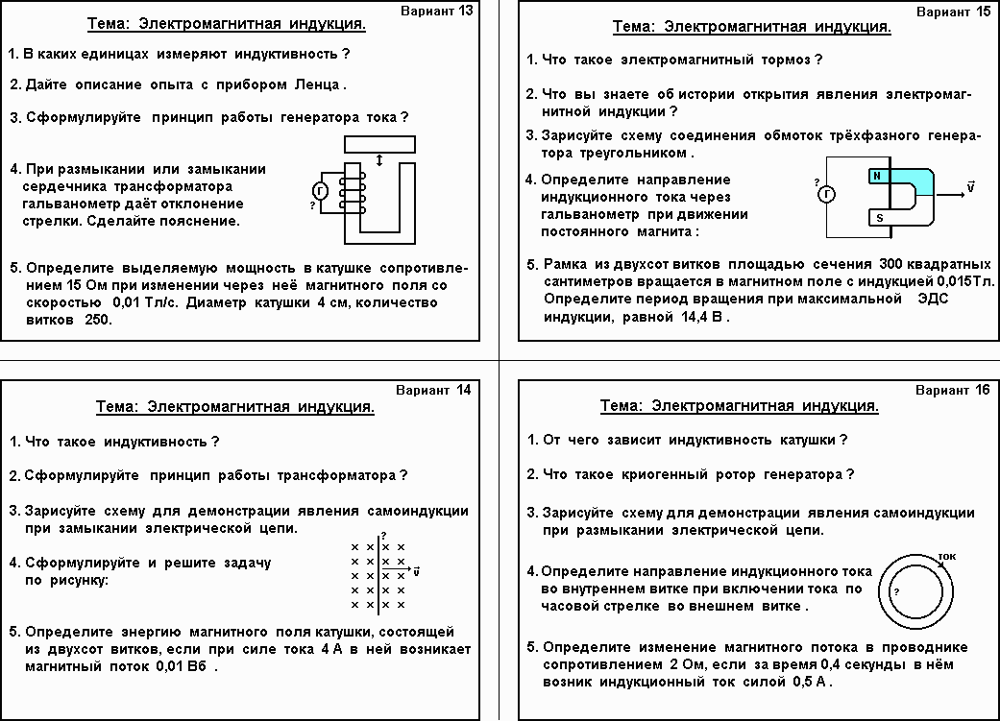 Вариант 13
Тема: Электромагнитная индукция.
1. В каких единицах измеряют индуктивность ?
2. Дайте описание опыта с прибором Ленца .
3. Сформулируйте принцип работы генератора тока ?
4. При размыкании или замыкании
сердечника трансформатора
гальванометр даёт отклонение
стрелки. Сделайте пояснение.
Г
?
5. Определите выделяемую мощность в катушке сопротивле-
нием 15 Ом при изменении через неё магнитного поля со
скоростью 0,01 Тл/с. Диаметр катушки 4 см, количество
витков 250.
Вариант 15
Тема: Электромагнитная индукция.
1. Что такое электромагнитный тормоз ?
2. Что вы знаете об истории открытия явления электромаг-
нитной индукции ?
3. Зарисуйте схему соединения обмоток трёхфазного генера-
тора треугольником .
4. Определите направление
индукционного тока через
гальванометр при движении
постоянного магнита :
?
Г
N
S
v
5. Рамка из двухсот витков площадью сечения 300 квадратных
сантиметров вращается в магнитном поле с индукцией 0,015Тл.
Определите период вращения при максимальной ЭДС
индукции, равной 14,4 В .
Вариант 14
Тема: Электромагнитная индукция.
1. Что такое индуктивность ?
2. Сформулируйте принцип работы трансформатора ?
3. Зарисуйте схему для демонстрации явления самоиндукции
при замыкании электрической цепи.
4. Сформулируйте и решите задачу
по рисунку:
?
x x x x
x x x x
x x x x
x x x x
x x x x
v
5. Определите энергию магнитного поля катушки, состоящей
из двухсот витков, если при силе тока 4 А в ней возникает
магнитный поток 0,01 Вб .
Вариант 16
Тема: Электромагнитная индукция.
1. От чего зависит индуктивность катушки ?
2. Что такое криогенный ротор генератора ?
3. Зарисуйте схему для демонстрации явления самоиндукции
при размыкании электрической цепи.
4. Определите направление индукционного тока
во внутреннем витке при включении тока по
часовой стрелке во внешнем витке .
ток
?
5. Определите изменение магнитного потока в проводнике
сопротивлением 2 Ом, если за время 0,4 секунды в нём
возник индукционный ток силой 0,5 А .